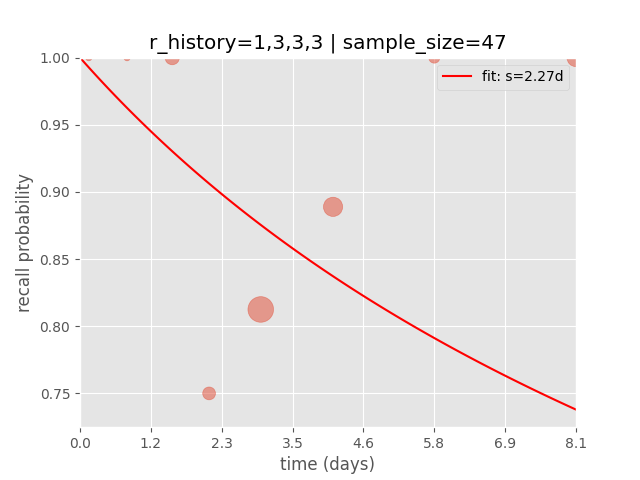 r_history=1,3,3,3 | sample_size=47
1.00
0.95
0.90
0.85
0.80
0.75
recall probability
fit: s=2.27d
0.0 1.2 2.3 3.5 4.6 5.8 6.9 8.1
time (days)